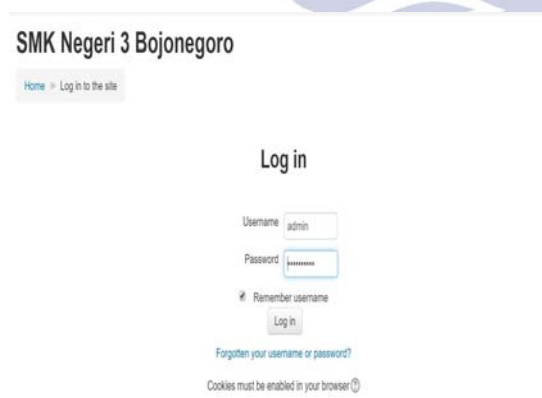 SMK Negeri 3 Bojonegoro
Home > Log in to the site
Log in
Username admin
Password ••••••••••
Remember username
Log in
Forgotten your username or password?
Cookies must be enabled in your browser